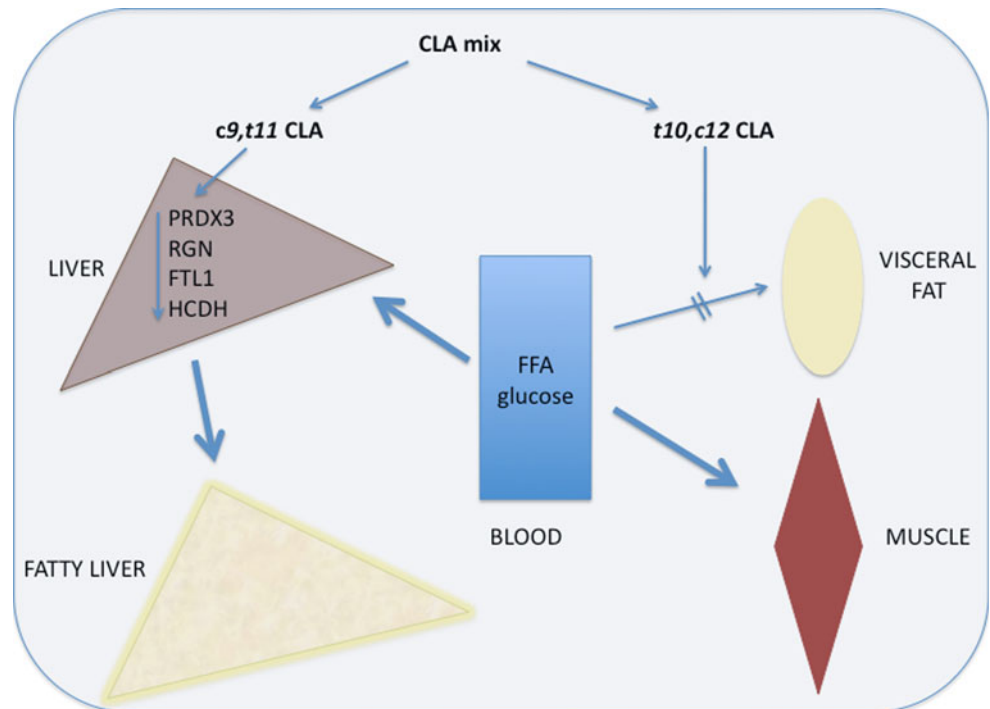 CLA mix
c9,t11 CLA
t10,c12 CLA
PRDX3
RGN
FTL1
HCDH
LIVER
VISCERAL
FAT
FFA
glucose
BLOOD
MUSCLE
FATTY LIVER